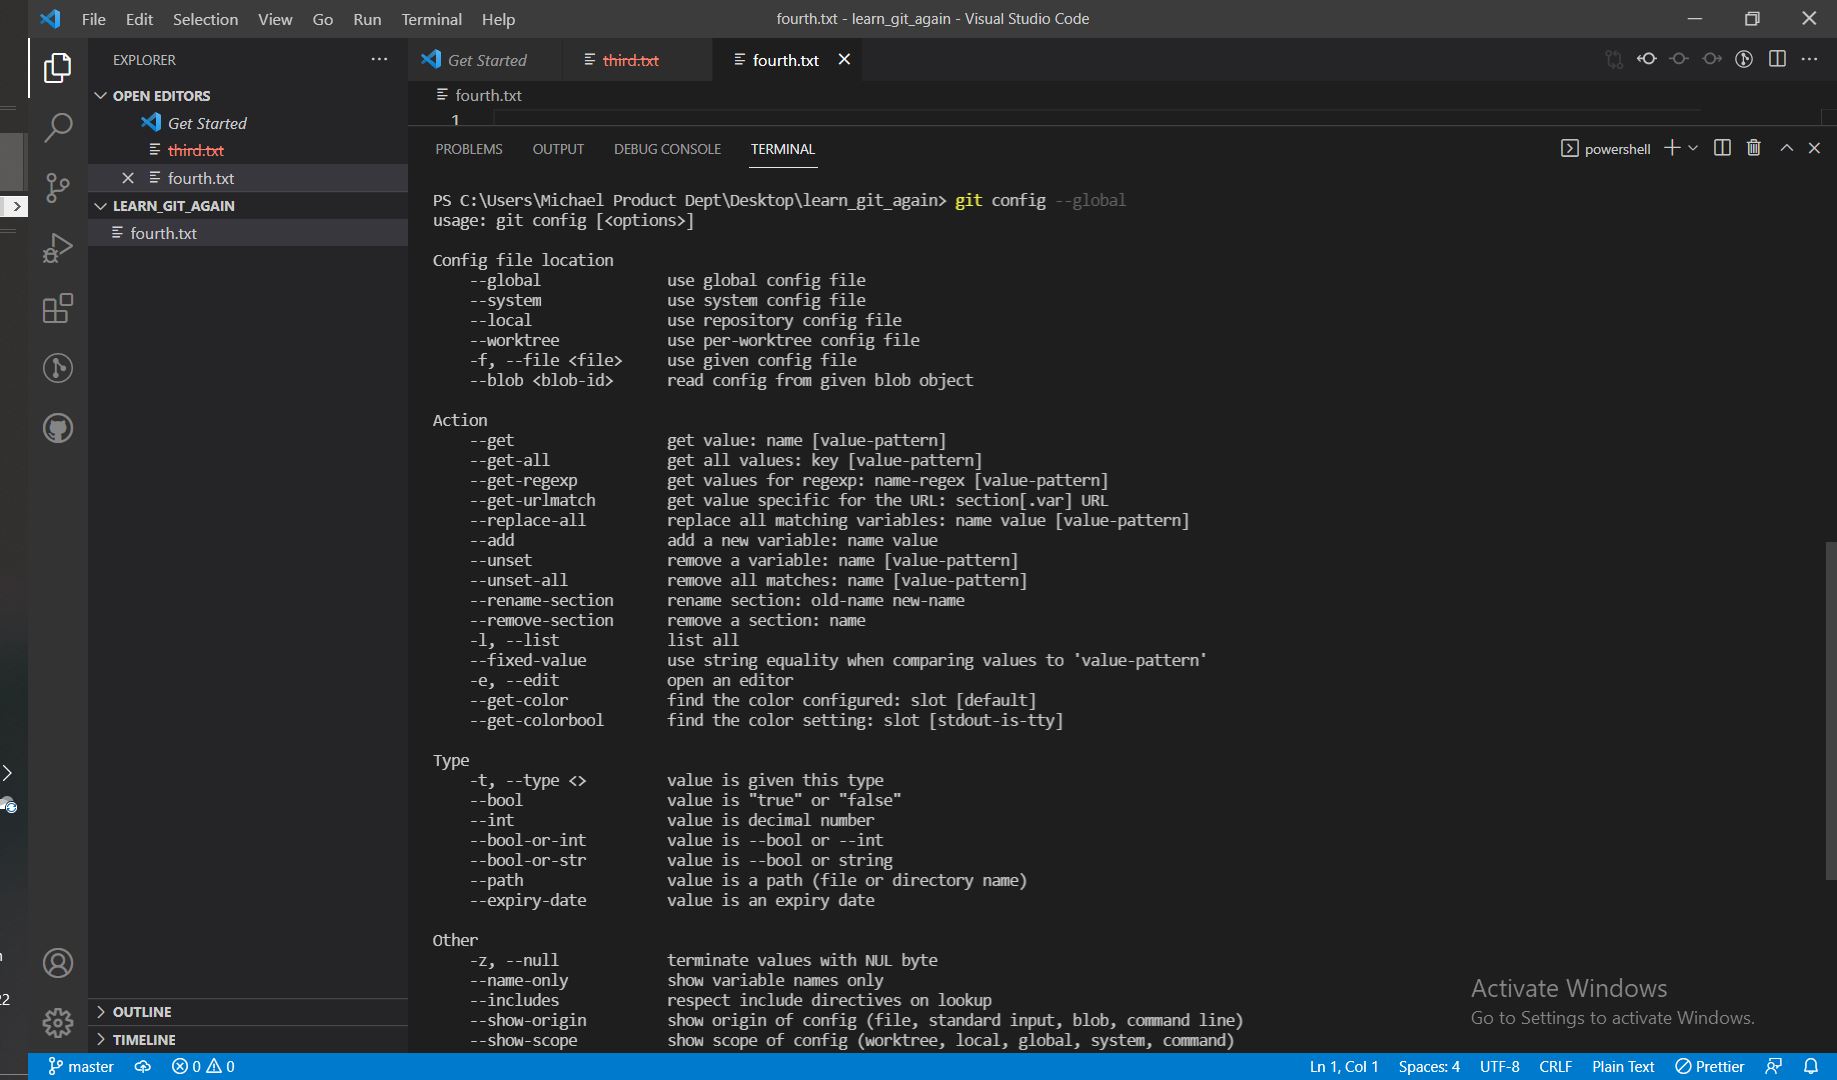 File Edit Selection View Go Run Terminal Help
fourth.txt - learn_git_again - Visual Studio Code
EXPLORER
OPEN EDITORS
Get Started
third.txt
fourth.txt
LEARN_GIT_AGAIN
fourth.txt
OUTLINE
TIMELINE
Get Started third.txt fourth.txt
fourth.txt
1
PROBLEMS OUTPUT DEBUG CONSOLE TERMINAL
powershell
PS C:\Users\Michael Product Dept\Desktop\learn_git_again> git config --global
usage: git config [<options>]
Config file location
--global use global config file
--system use system config file
--local use repository config file
--worktree use per-worktree config file
-f, --file <file> use given config file
--blob <blob-id> read config from given blob object
Action
--get get value: name [value-pattern]
--get-all get all values: key [value-pattern]
--get-regexp get values for regexp: name-regex [value-pattern]
--get-urlmatch get value specific for the URL: section[.var] URL
--replace-all replace all matching variables: name value [value-pattern]
--add add a new variable: name value
--unset remove a variable: name [value-pattern]
--unset-all remove all matches: name [value-pattern]
--rename-section rename section: old-name new-name
--remove-section remove a section: name
-l, --list list all
--fixed-value use string equality when comparing values to 'value-pattern'
-e, --edit open an editor
--get-color find the color configured: slot [default]
--get-colorbool find the color setting: slot [stdout-is-tty]
Type
-t, --type <> value is given this type
--bool value is "true" or "false"
--int value is decimal number
--bool-or-int value is --bool or --int
--bool-or-str value is --bool or string
--path value is a path (file or directory name)
--expiry-date value is an expiry date
Other
-z, --null terminate values with NUL byte
--name-only show variable names only
--includes respect include directives on lookup
--show-origin show origin of config (file, standard input, blob, command line)
--show-scope show scope of config (worktree, local, global, system, command)
Activate Windows
Go to Settings to activate Windows.
master 0 0
Ln 1, Col 1 Spaces: 4 UTF-8 CRLF Plain Text Prettier